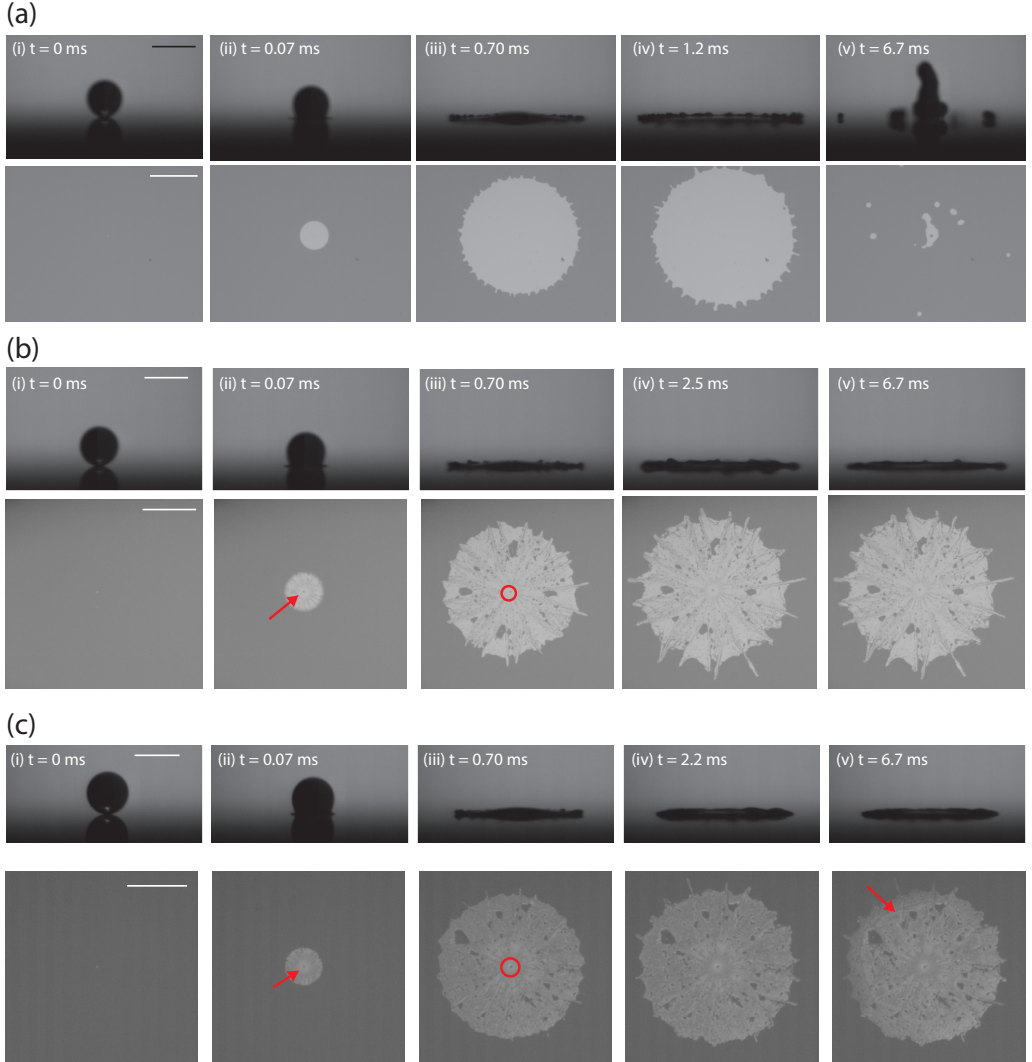 (a)
(i) t = 0 ms
(ii) t = 0.07 ms
(iii) t = 0.70 ms
(iv) t = 1.2 ms
(v) t = 6.7 ms
(b)
(i) t = 0 ms
(ii) t = 0.07 ms
(iii) t = 0.70 ms
(iv) t = 2.5 ms
(v) t = 6.7 ms
(c)
(i) t = 0 ms
(ii) t = 0.07 ms
(iii) t = 0.70 ms
(iv) t = 2.2 ms
(v) t = 6.7 ms